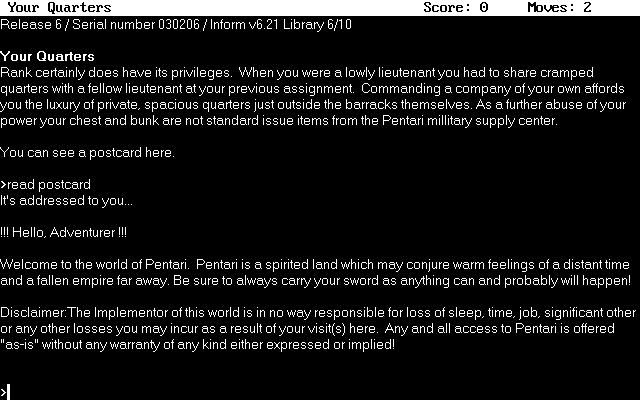 Your Quarters Score: 0 Moves: 2
Release 6 / Serial number 030206 / Inform v6.21 Library 6/10
Your Quarters
Rank certainly does have its privileges. When you were a lowly lieutenant you had to share cramped
quarters with a fellow lieutenant at your previous assignment. Commanding a company of your own affords
you the luxury of private, spacious quarters just outside the barracks themselves. As a further abuse of your
power your chest and bunk are not standard issue items from the Pentari millitary supply center.
You can see a postcard here.
>read postcard
It's addressed to you...
!!! Hello, Adventurer !!!
Welcome to the world of Pentari. Pentari is a spirited land which may conjure warm feelings of a distant time
and a fallen empire far away. Be sure to always carry your sword as anything can and probably will happen!
Disclaimer:The Implementor of this world is in no way responsible for loss of sleep, time, job, significant other
or any other losses you may incur as a result of your visit(s) here. Any and all access to Pentari is offered
"as-is" without any warranty of any kind either expressed or implied!
>